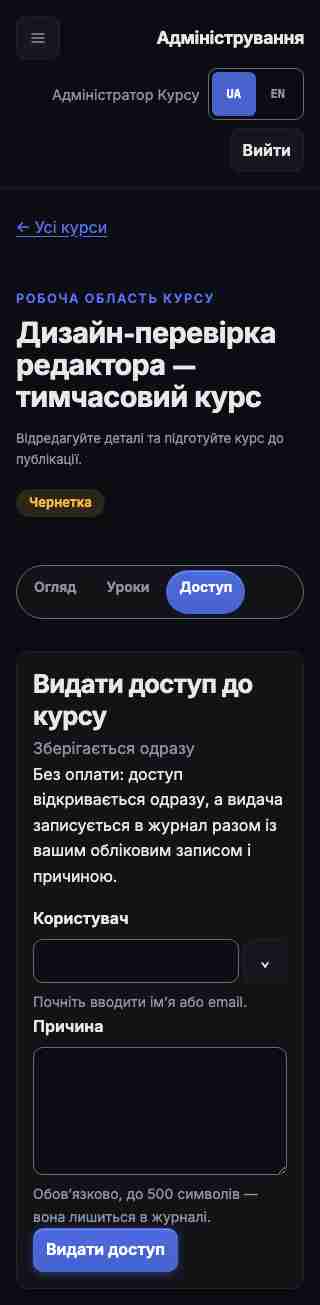 Адміністрування
Адміністратор Курсу
UA
EN
Вийти
← Усі курси
РОБОЧА ОБЛАСТЬ КУРСУ
Дизайн-перевірка
редактора —
тимчасовий курс
Відредагуйте деталі та підготуйте курс до
публікації.
Чернетка
Огляд
Уроки
Доступ
Видати доступ до
курсу
Зберігається одразу
Без оплати: доступ
відкривається одразу, а видача
записується в журнал разом із
вашим обліковим записом і
причиною.
Користувач
Почніть вводити ім’я або email.
Причина
Обов’язково, до 500 символів —
вона лишиться в журналі.
Видати доступ